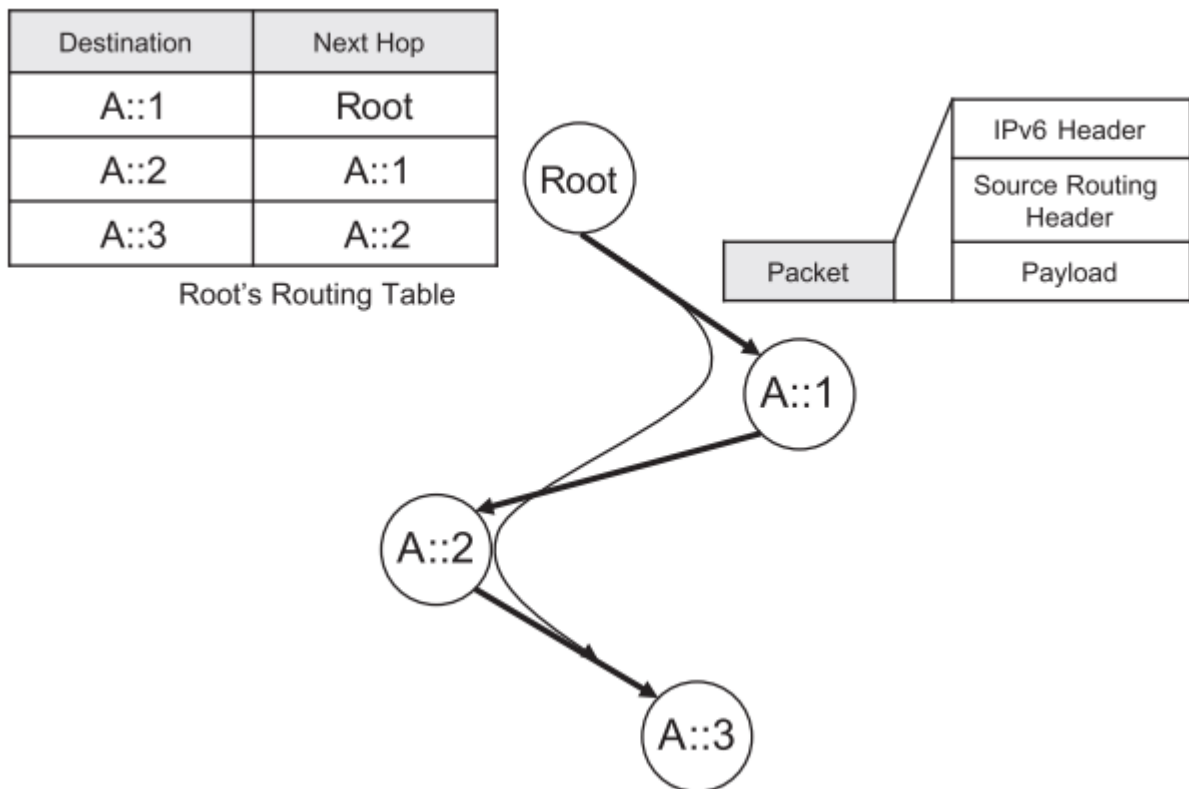 Destination Next Hop
A::1 Root
A::2 A::1
A::3 A::2
Root's Routing Table
Root
IPv6 Header
Source Routing
Header
Packet
Payload
A::1
A::2
A::3